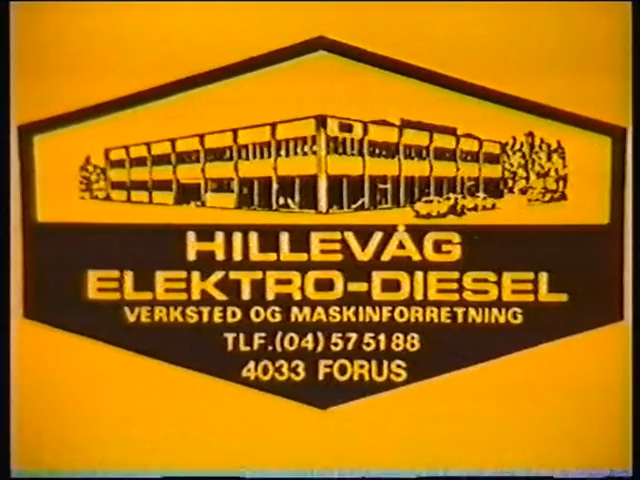 HILLEVÅG
ELEKTRO-DIESEL
VERKSTED OG MASKINFORRETNING
TLF.(04) 57 51 88
4033 FORUS